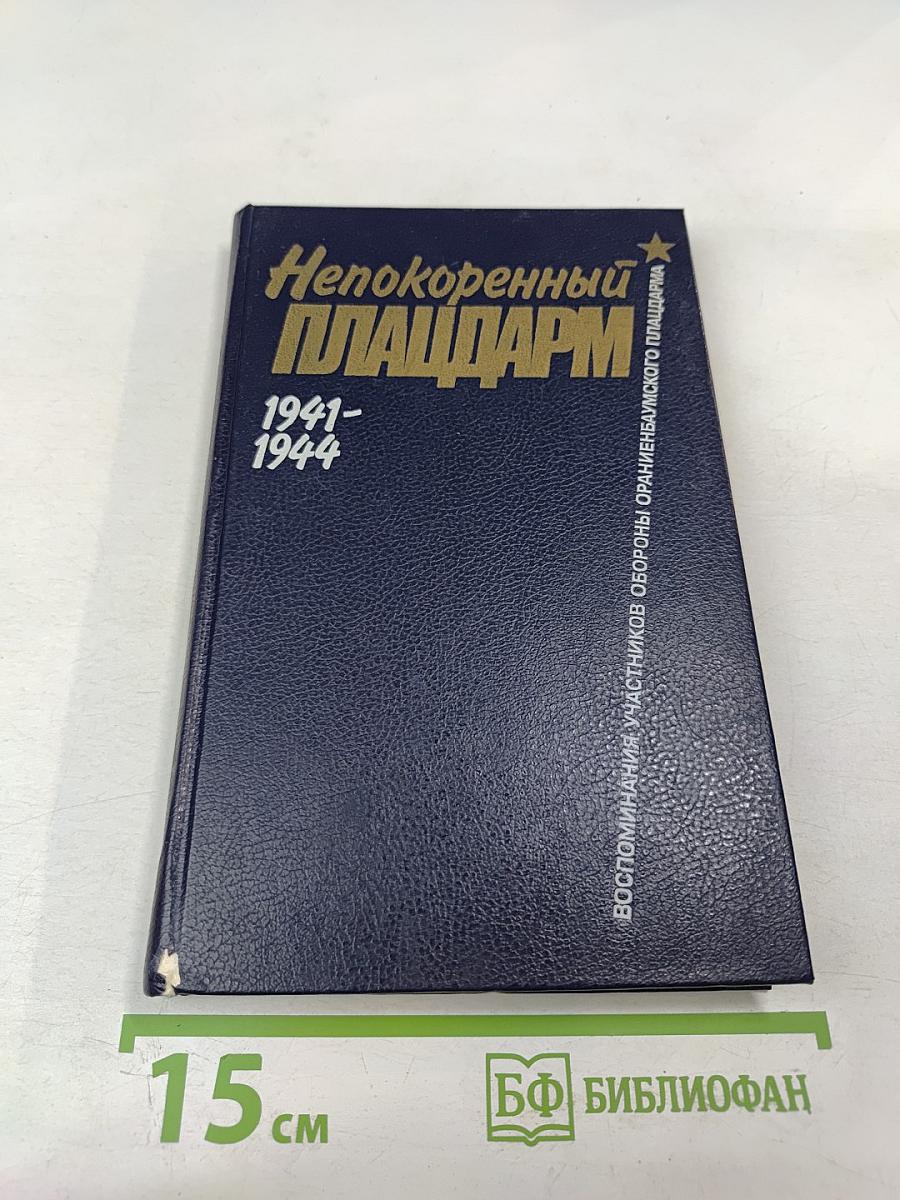 Непокоренный
ПЛАЦДАРМ
1941-
1944
ВОСПОМИНАНИЯ УЧАСТНИКОВ ОБОРОНЫ ОРАНИЕНБАУМСКОГО ПЛАЦДАРМА
15 см
БФ БИБЛИОФАН